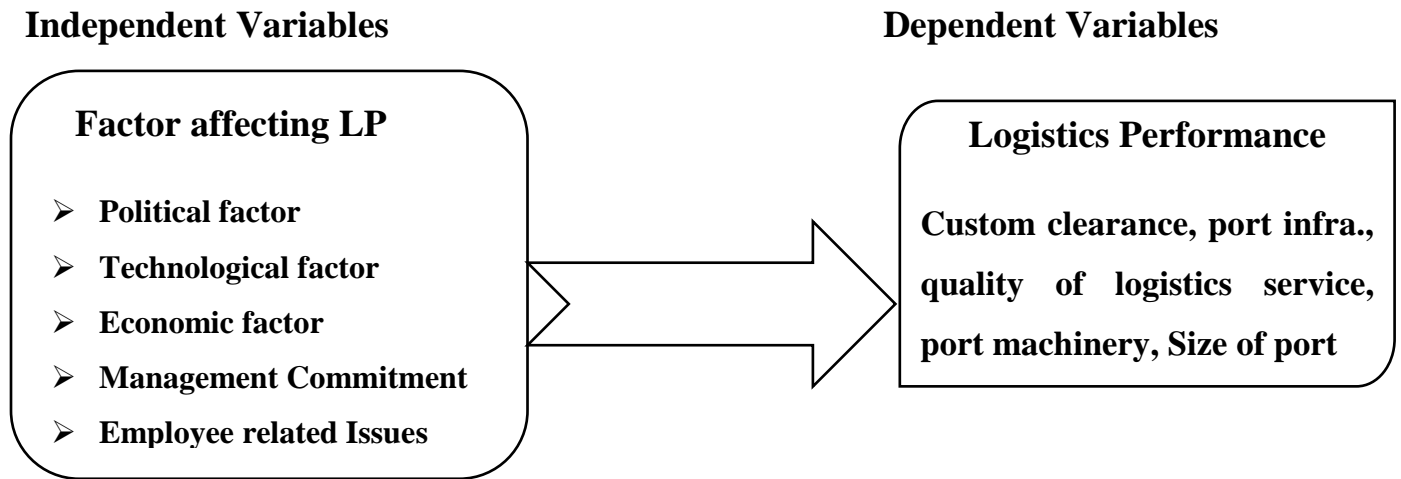 Independent Variables
Dependent Variables
Factor affecting LP
➢ Political factor
➢ Technological factor
➢ Economic factor
➢ Management Commitment
➢ Employee related Issues
Logistics Performance
Custom clearance, port infra.,
quality of logistics service,
port machinery, Size of port